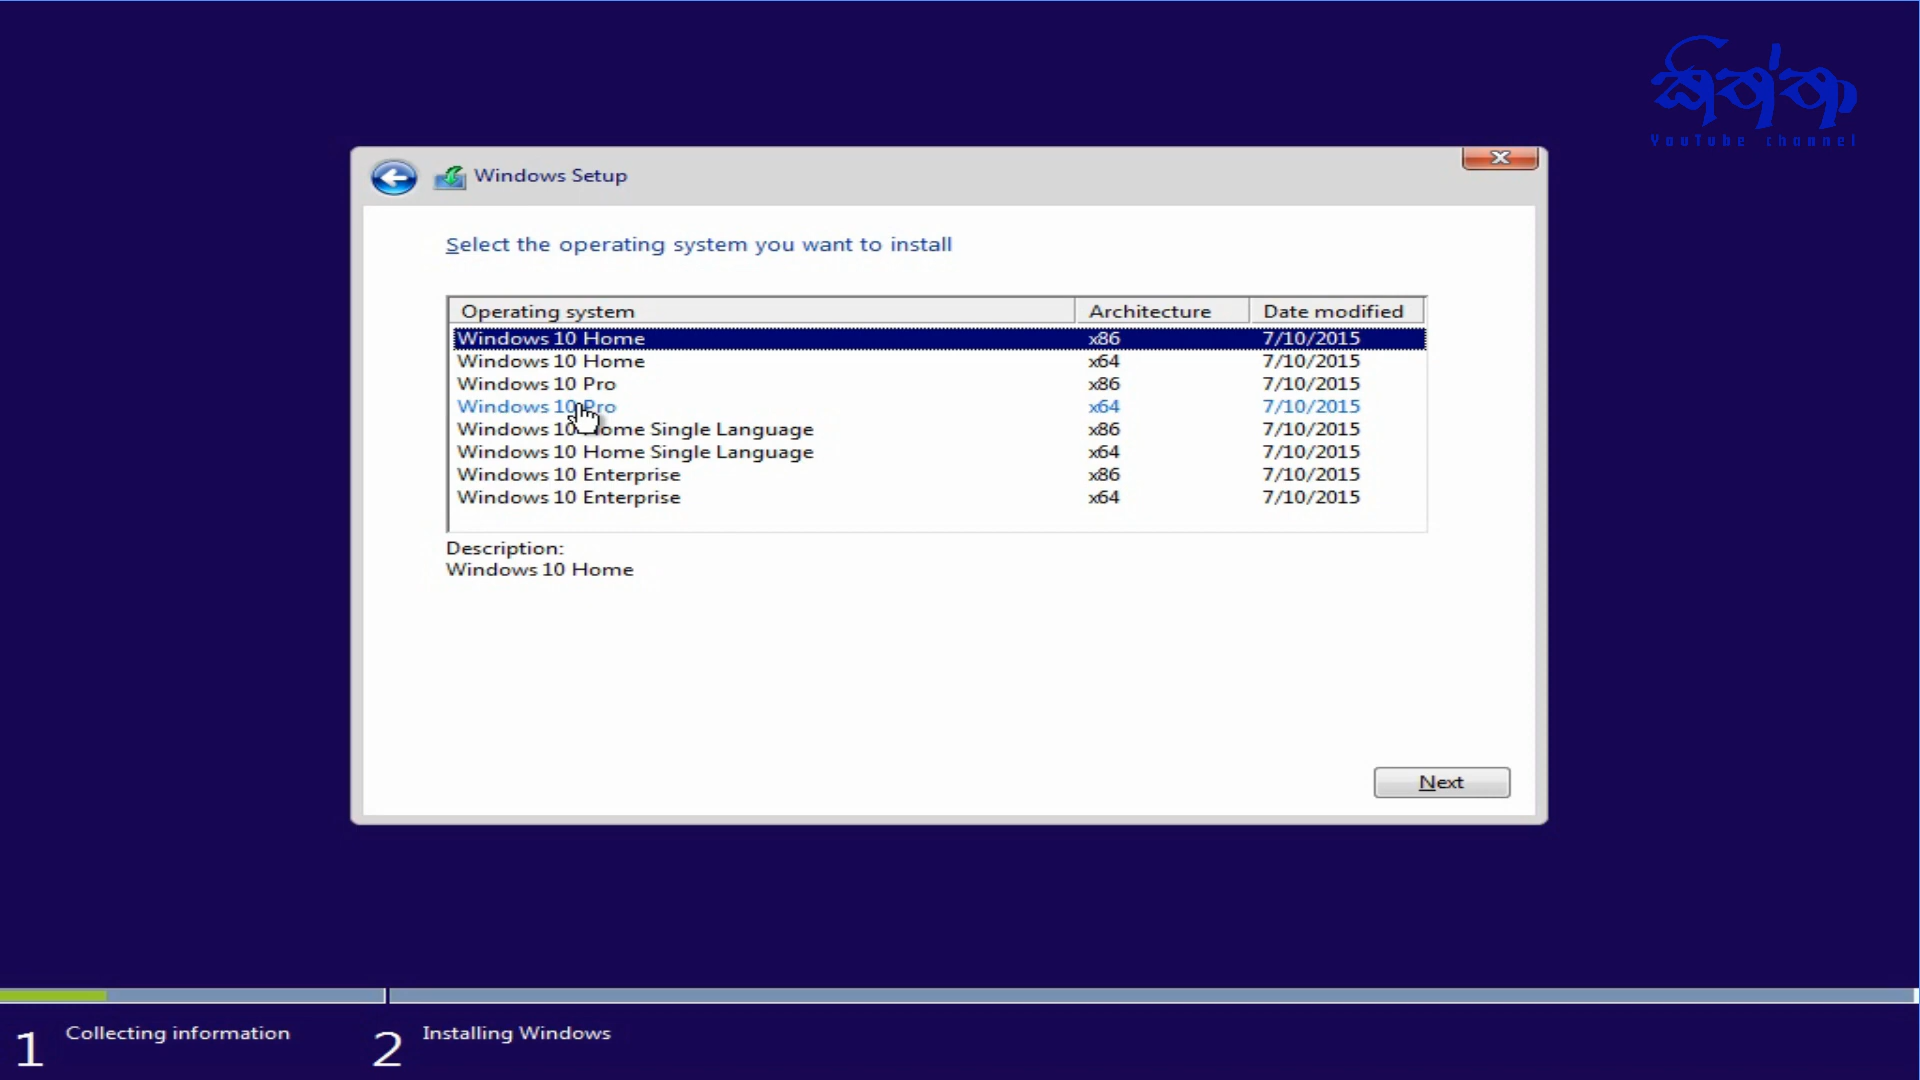 YouTube channel
Windows Setup
Select the operating system you want to install
Operating system Architecture Date modified
Windows 10 Home x86 7/10/2015
Windows 10 Home x64 7/10/2015
Windows 10 Pro x86 7/10/2015
Windows 10 Pro x64 7/10/2015
Windows 10 Home Single Language x86 7/10/2015
Windows 10 Home Single Language x64 7/10/2015
Windows 10 Enterprise x86 7/10/2015
Windows 10 Enterprise x64 7/10/2015
Description:
Windows 10 Home
Next
1 Collecting information 2 Installing Windows